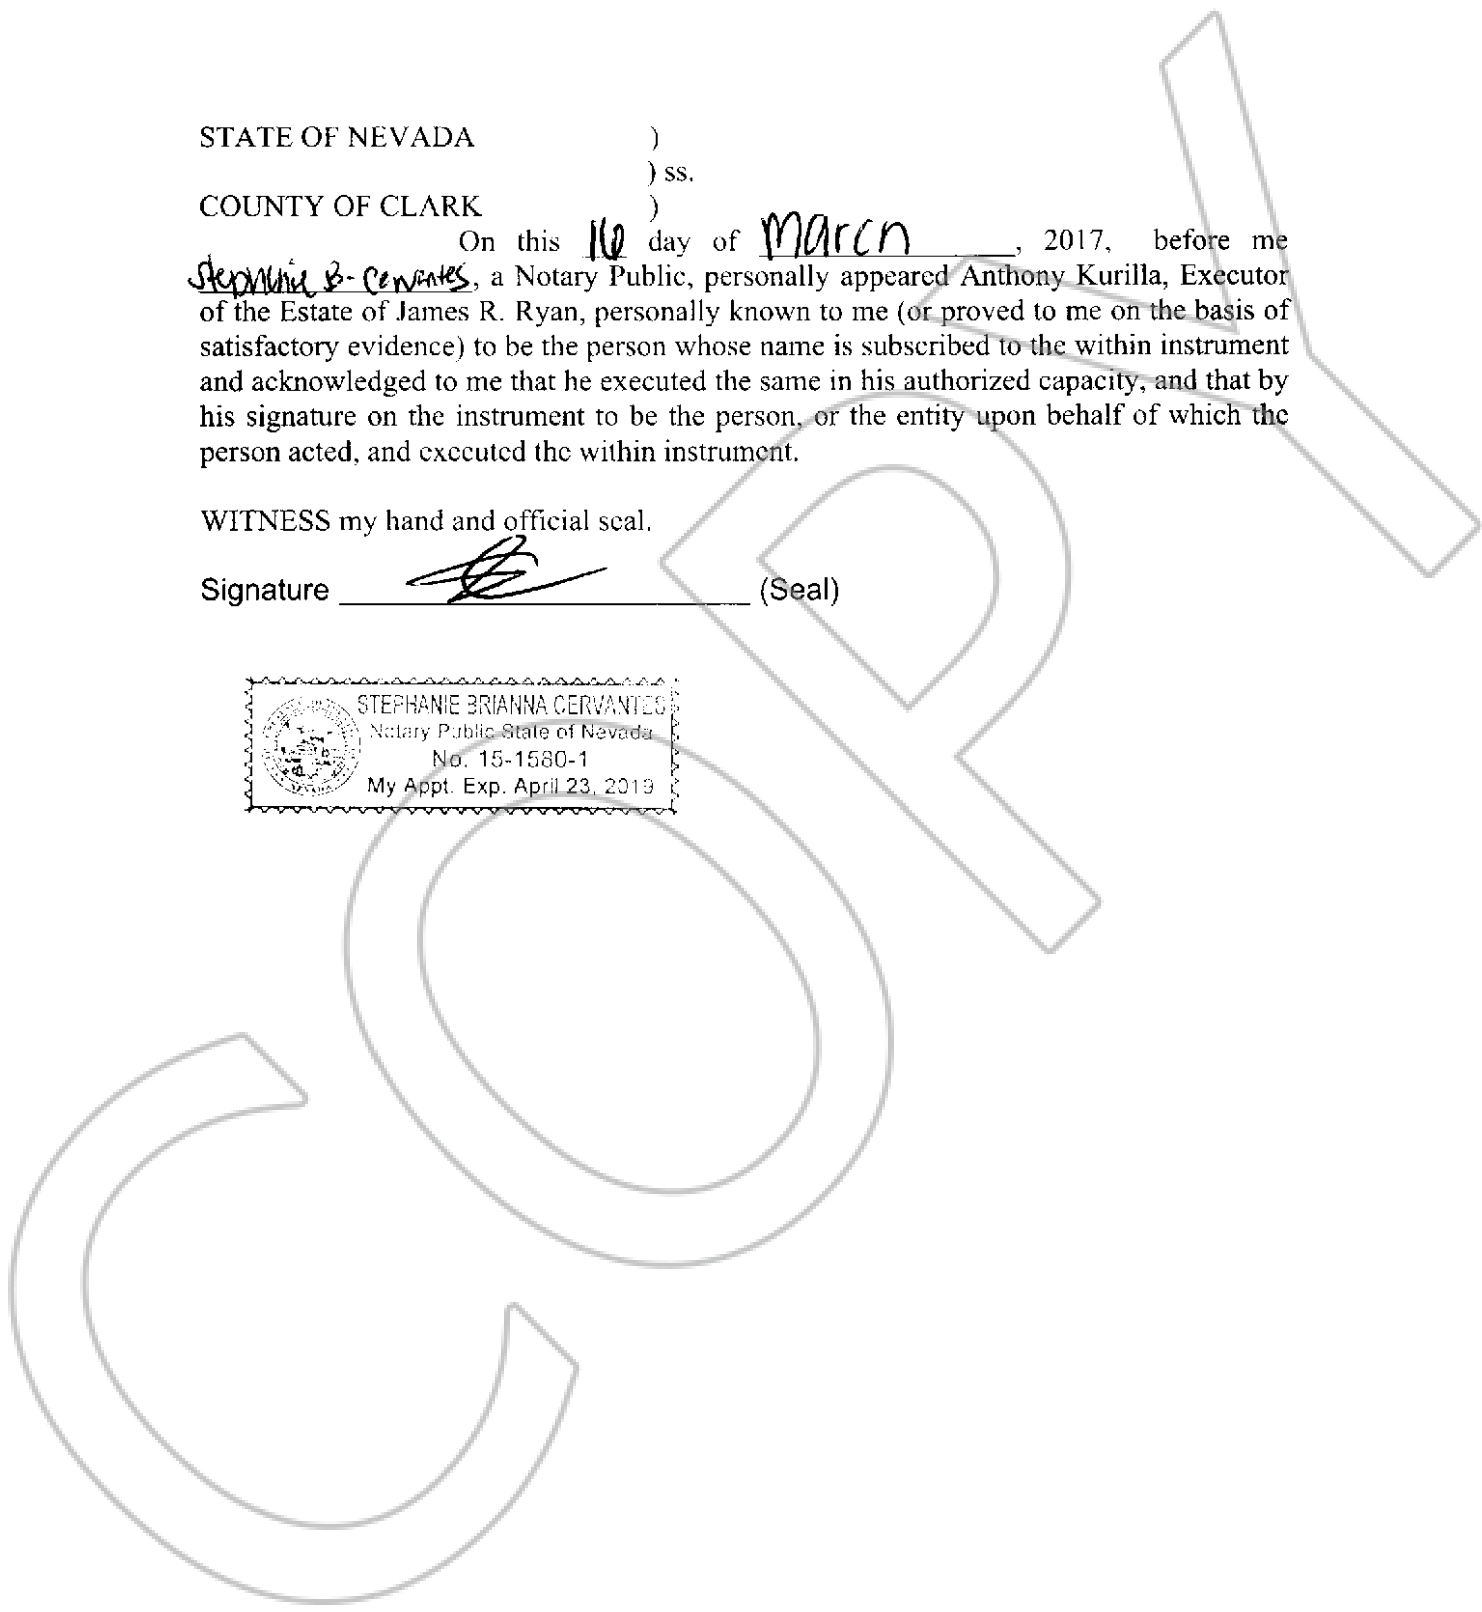 STATE OF NEVADA )
) ss.
COUNTY OF CLARK )
On this 16 day of March, 2017, before me
Stephanie B. Cervantes, a Notary Public, personally appeared Anthony Kurilla, Executor
of the Estate of James R. Ryan, personally known to me (or proved to me on the basis of
satisfactory evidence) to be the person whose name is subscribed to the within instrument
and acknowledged to me that he executed the same in his authorized capacity, and that by
his signature on the instrument to be the person, or the entity upon behalf of which the
person acted, and executed the within instrument.
WITNESS my hand and official seal.
Signature (Seal)
STEPHANIE BRIANNA CERVANTES
Notary Public State of Nevada
No. 15-1580-1
My Appt. Exp. April 23, 2019
COPY